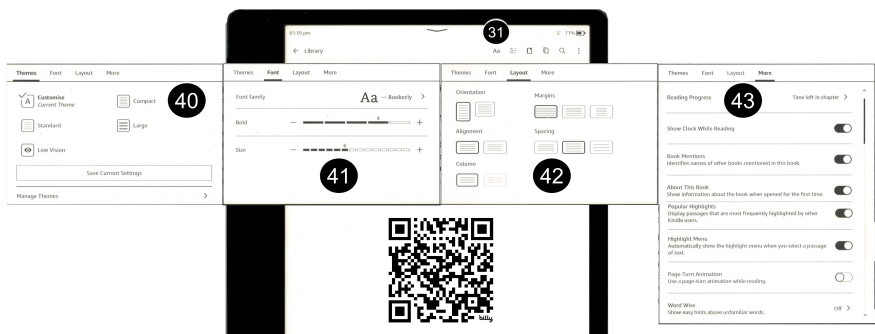 01:39 pm
31
77%
← Library
Aa
Themes Font Layout More
Customise
Current Theme
Compact
Standard
Large
Low Vision
Save Current Settings
Manage Themes >
40
Themes Font Layout More
Font family
Aa — Bookerly >
Bold
− 4 +
Size
− 5 +
41
Themes Font Layout More
Orientation
Margins
Alignment
Spacing
Column
42
Themes Font Layout More
Reading Progress
Time left in chapter >
43
Show Clock While Reading
Book Mentions
Identifies names of other books mentioned in this book.
About This Book
Show information about the book when opened for the first time.
Popular Highlights
Display passages that are most frequently highlighted by other
Kindle users.
Highlight Menu
Automatically show the highlight menu when you select a passage
of text.
Page-Turn Animation
Use a page-turn animation while reading.
Word Wise
Show easy hints above unfamiliar words.
Off >
bitly